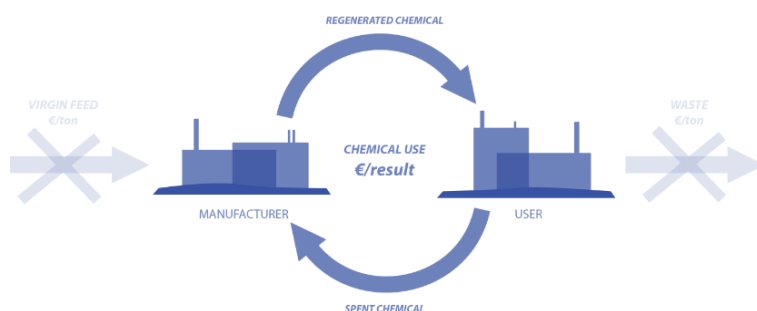 REGENERATED CHEMICAL
VIRGIN FEED
€/ton
WASTE
€/ton
CHEMICAL USE
€/result
MANUFACTURER
USER
SPENT CHEMICAL